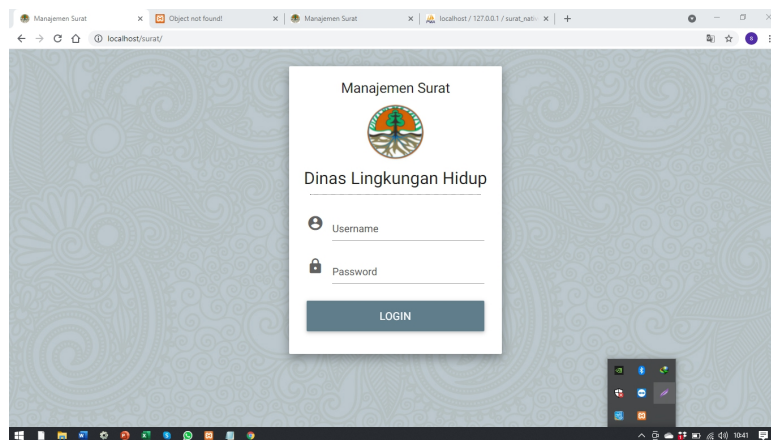 Manajemen Surat
Object not found!
Manajemen Surat
localhost / 127.0.0.1 / surat_nati
localhost/surat/
s
Manajemen Surat
Dinas Lingkungan Hidup
Username
Password
LOGIN
10:41